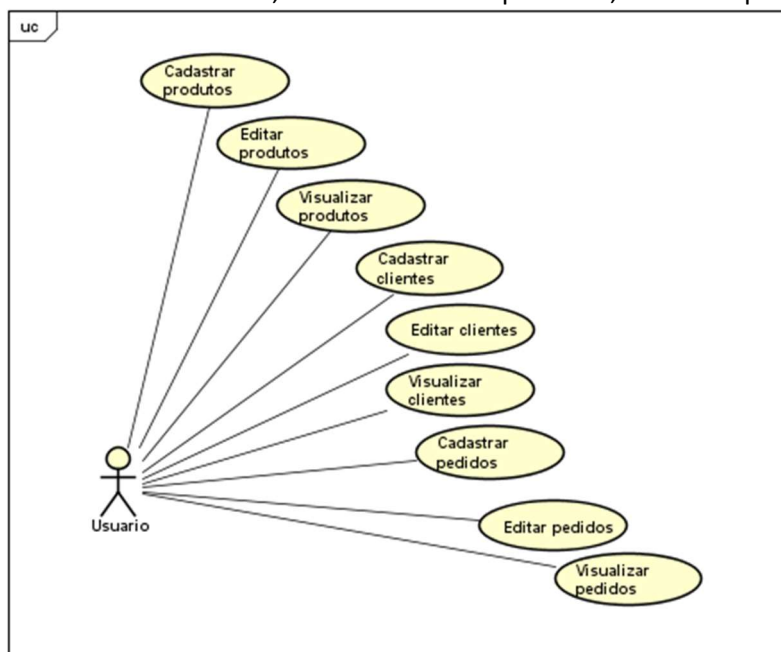 uc
Cadastrar
produtos
Editar
produtos
Visualizar
produtos
Cadastrar
clientes
Editar clientes
Visualizar
clientes
Cadastrar
pedidos
Editar pedidos
Visualizar
pedidos
Usuario